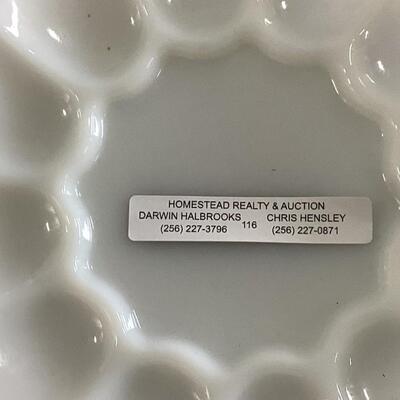 HOMESTEAD REALTY & AUCTION
DARWIN HALBROOKS 116 CHRIS HENSLEY
(256) 227-3796 (256) 227-0871